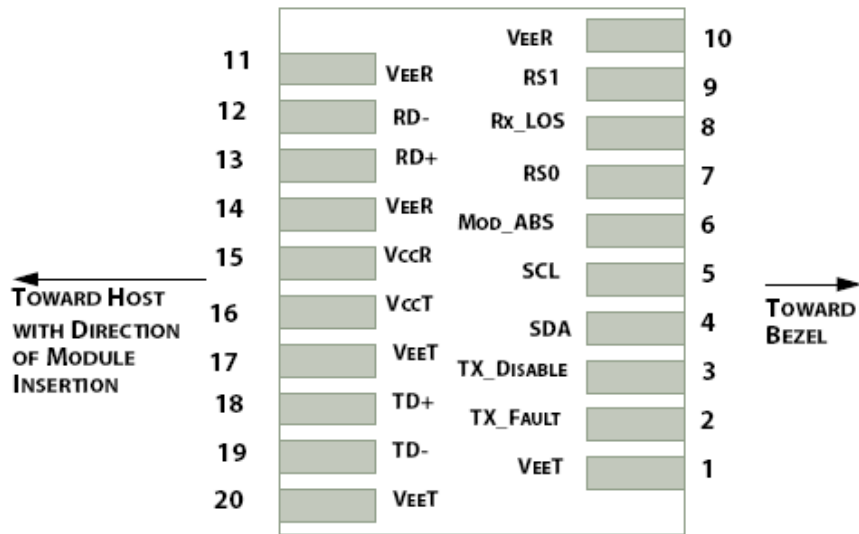 11 VEER
12 RD-
13 RD+
14 VEER
15 VCCR
16 VCCT
17 VEET
18 TD+
19 TD-
20 VEET
VEER 10
RS1 9
RX_LOS 8
RS0 7
MOD_ABS 6
SCL 5
SDA 4
TX_DISABLE 3
TX_FAULT 2
VEET 1
TOWARD HOST
WITH DIRECTION
OF MODULE
INSERTION
TOWARD
BEZEL